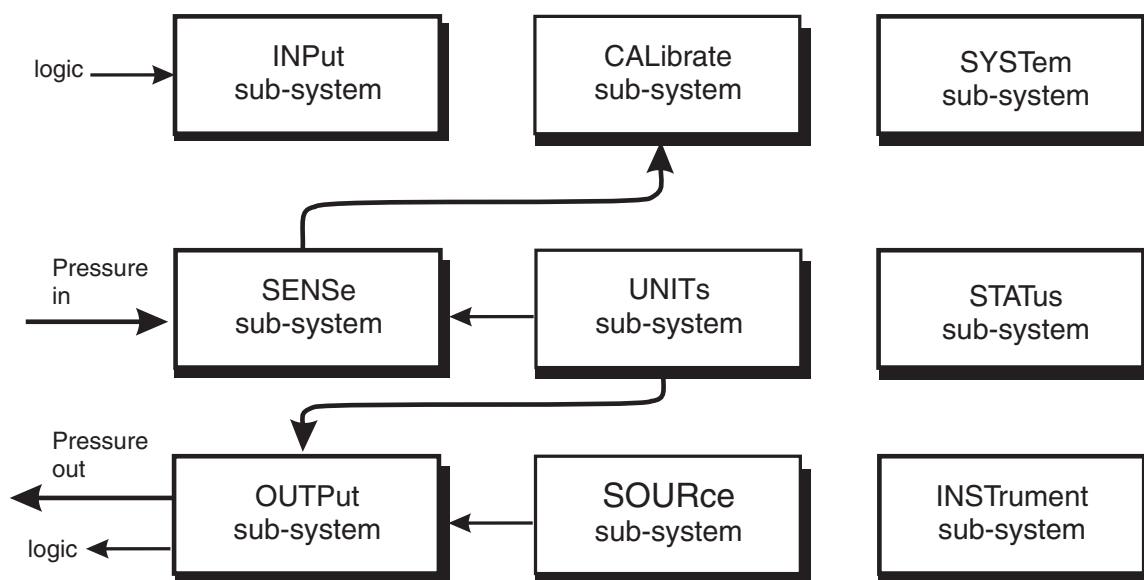 logic
INPut
sub-system
CALibrate
sub-system
SYSTem
sub-system
Pressure
in
SENSe
sub-system
UNITs
sub-system
STATus
sub-system
Pressure
out
logic
OUTPut
sub-system
SOURce
sub-system
INSTrument
sub-system